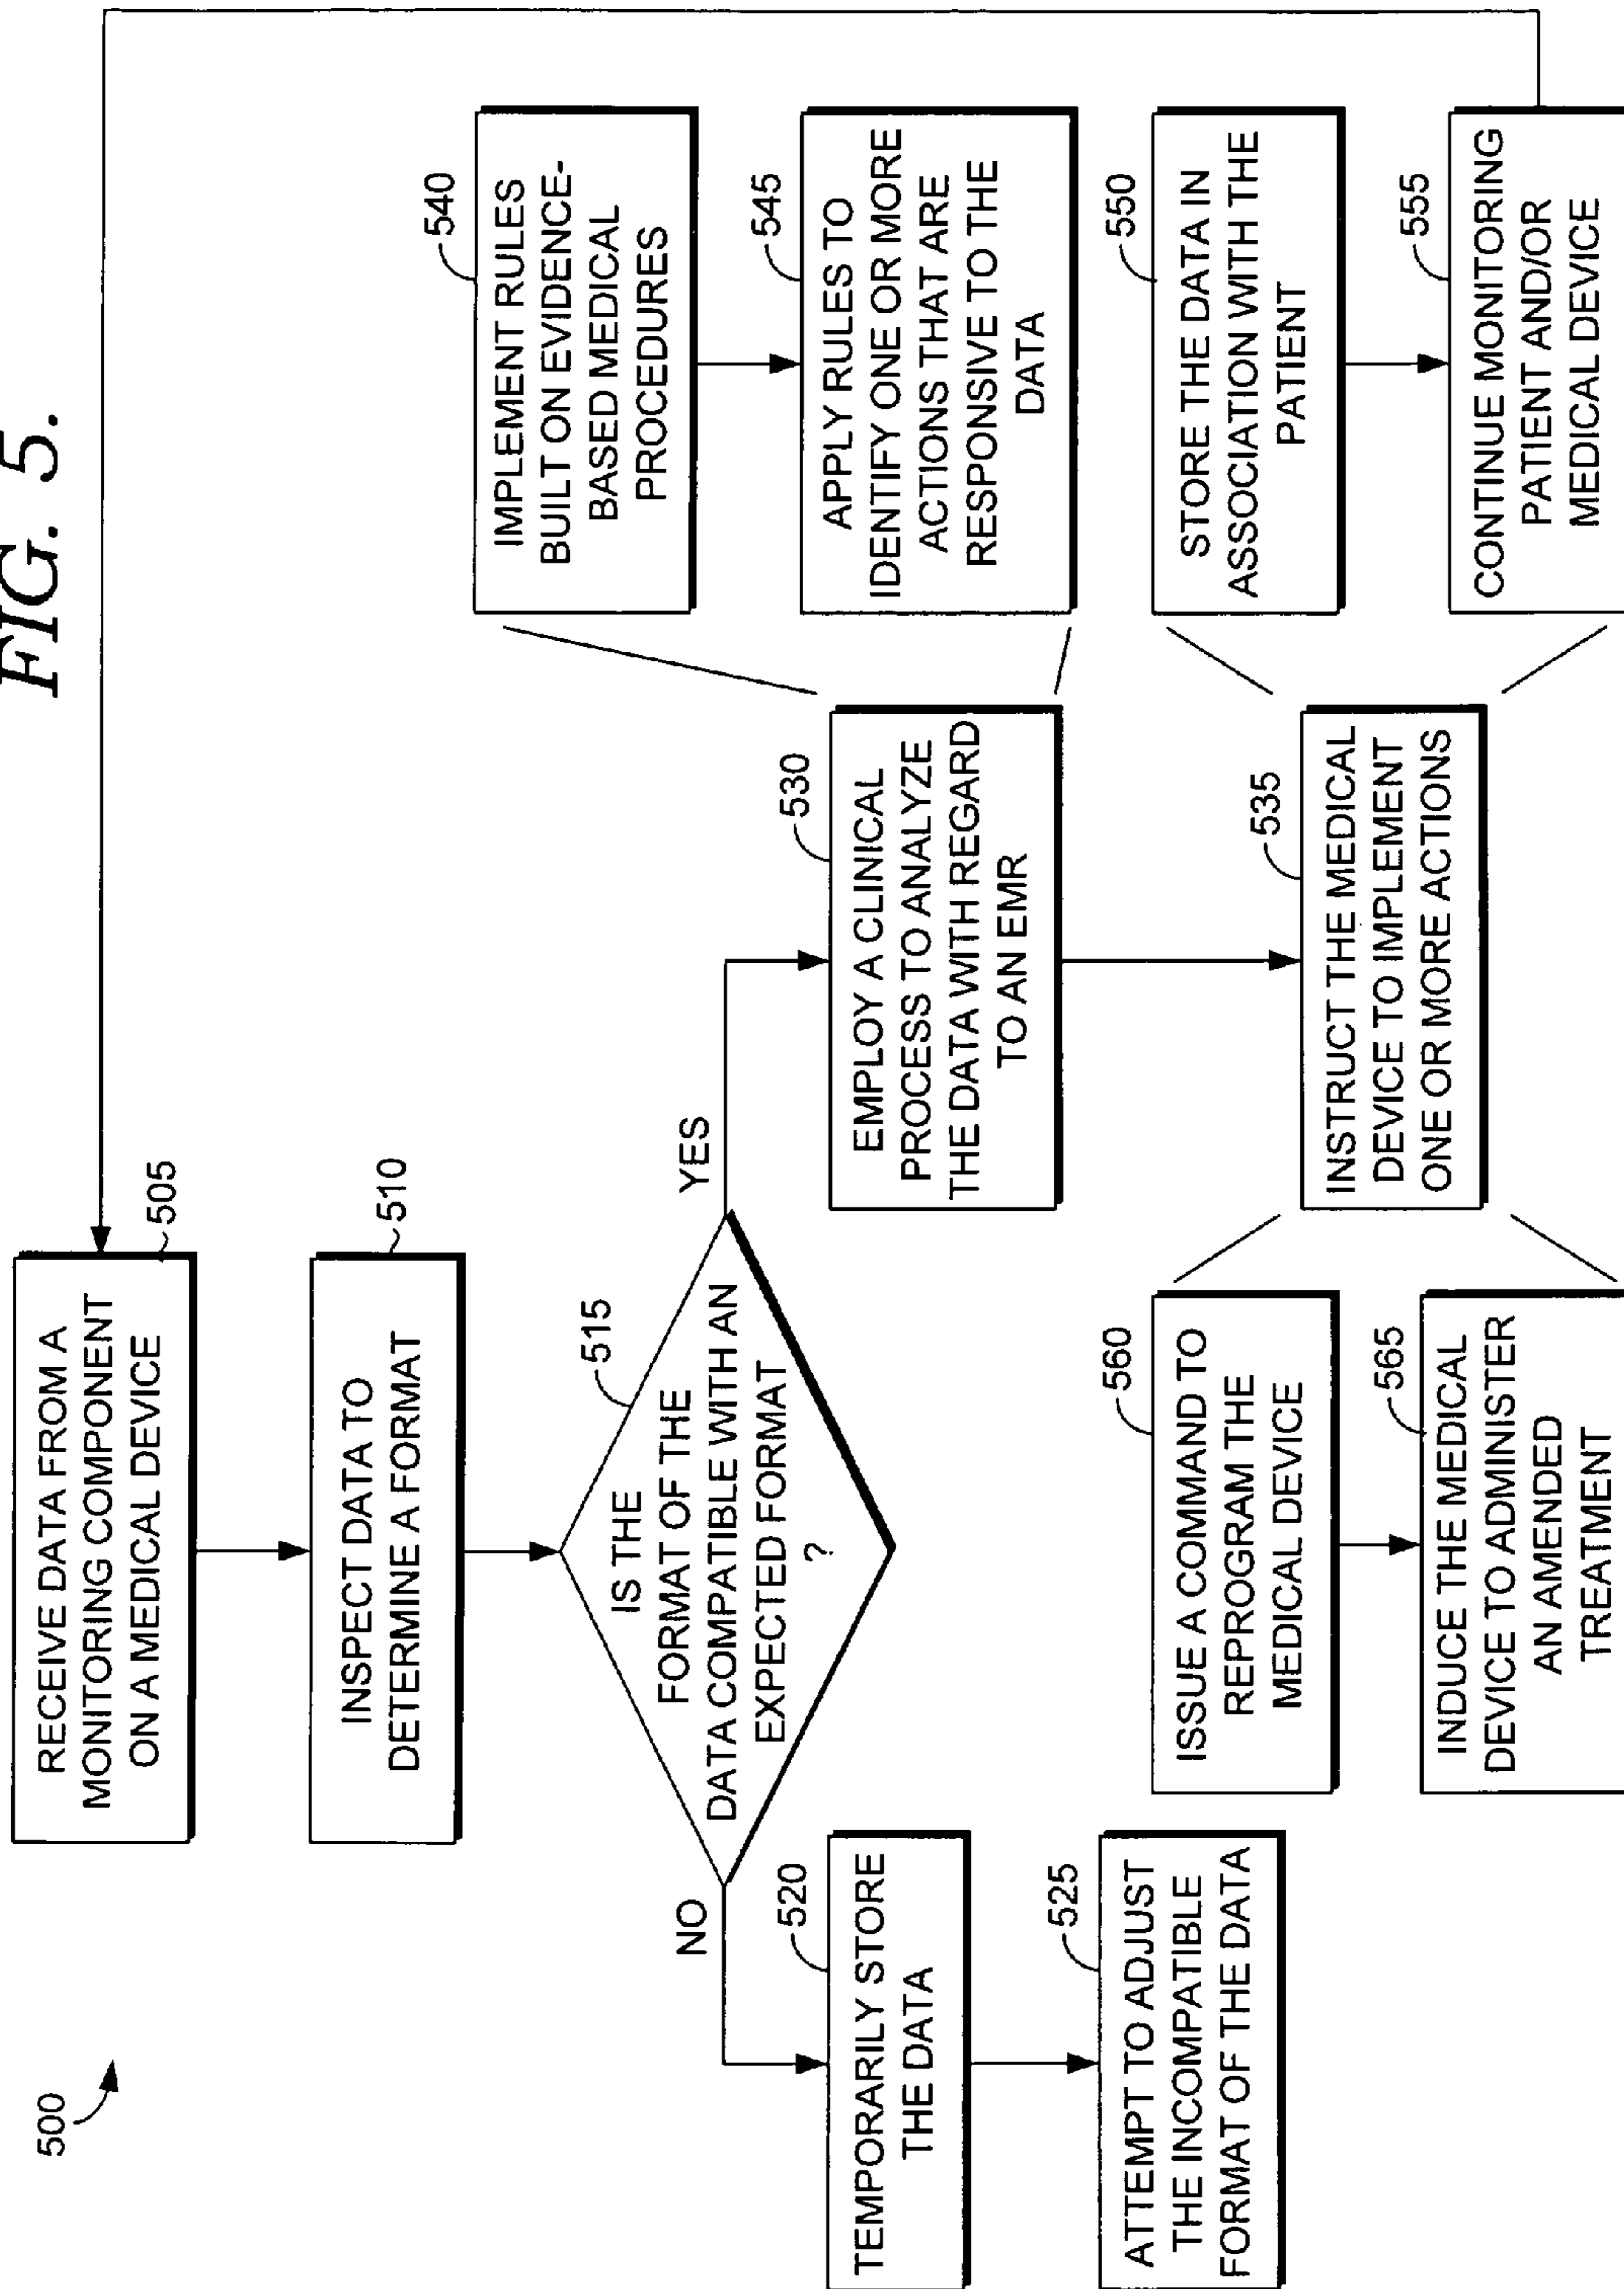 FIG. 5.
500
RECEIVE DATA FROM A
MONITORING COMPONENT
ON A MEDICAL DEVICE
505
INSPECT DATA TO
DETERMINE A FORMAT
510
IS THE
FORMAT OF THE
DATA COMPATIBLE WITH AN
EXPECTED FORMAT
?
515
NO
YES
TEMPORARILY STORE
THE DATA
520
ATTEMPT TO ADJUST
THE INCOMPATIBLE
FORMAT OF THE DATA
525
EMPLOY A CLINICAL
PROCESS TO ANALYZE
THE DATA WITH REGARD
TO AN EMR
530
INSTRUCT THE MEDICAL
DEVICE TO IMPLEMENT
ONE OR MORE ACTIONS
535
IMPLEMENT RULES
BUILT ON EVIDENCE-
BASED MEDICAL
PROCEDURES
540
APPLY RULES TO
IDENTIFY ONE OR MORE
ACTIONS THAT ARE
RESPONSIVE TO THE
DATA
545
STORE THE DATA IN
ASSOCIATION WITH THE
PATIENT
550
CONTINUE MONITORING
PATIENT AND/OR
MEDICAL DEVICE
555
ISSUE A COMMAND TO
REPROGRAM THE
MEDICAL DEVICE
560
INDUCE THE MEDICAL
DEVICE TO ADMINISTER
AN AMENDED
TREATMENT
565